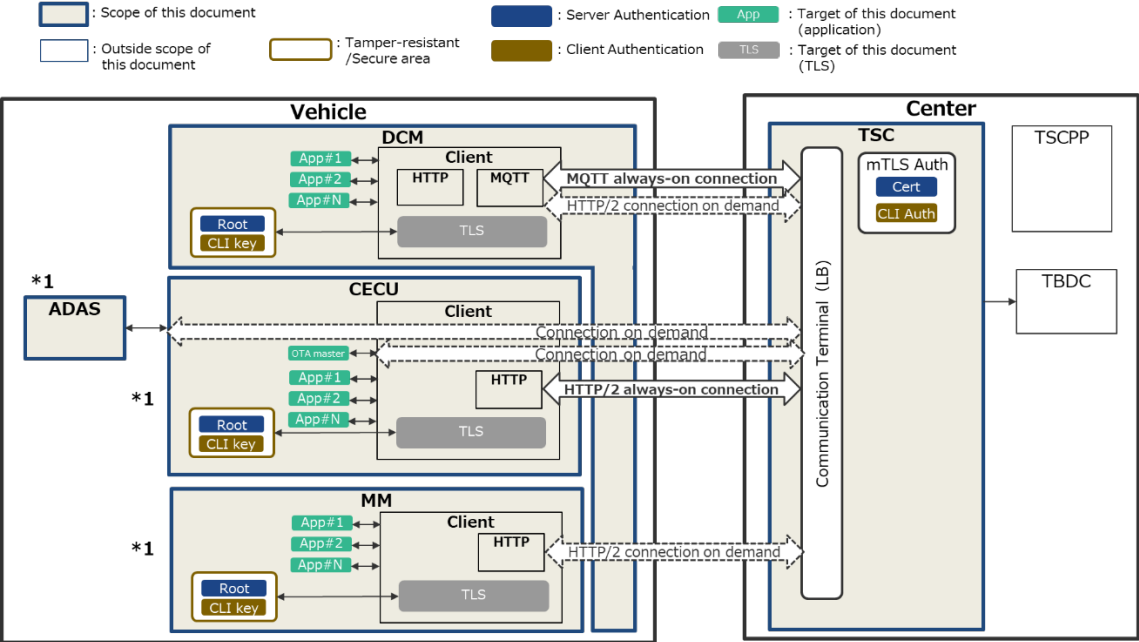 : Scope of this document
: Server Authentication
App
: Target of this document
(application)
: Outside scope of
this document
: Tamper-resistant
/Secure area
: Client Authentication
TLS
: Target of this document
(TLS)
Vehicle
DCM
Client
App#1
App#2
App#N
HTTP
MQTT
Root
CLI key
TLS
MQTT always-on connection
HTTP/2 connection on demand
*1
ADAS
CECU
Client
Connection on demand
OTA master
Connection on demand
App#1
App#2
App#N
HTTP
HTTP/2 always-on connection
*1
Root
CLI key
TLS
MM
Client
App#1
App#2
App#N
HTTP
HTTP/2 connection on demand
*1
Root
CLI key
TLS
Center
TSC
Communication Terminal (LB)
mTLS Auth
Cert
CLI Auth
TSCPP
TBDC